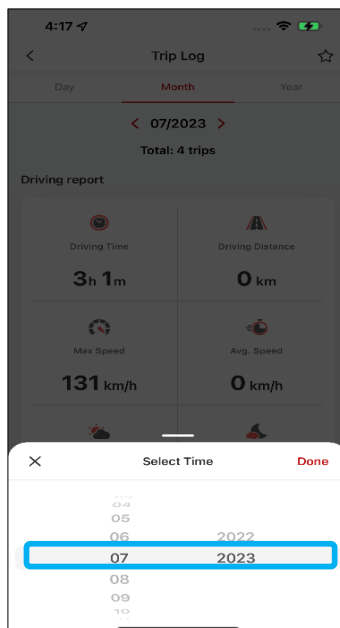 4:17
Trip Log
Day Month Year
< 07/2023 >
Total: 4 trips
Driving report
Driving Time Driving Distance
3h 1m 0 km
Max Speed Avg. Speed
131 km/h 0 km/h
× Select Time Done
04
05
06 2022
07 2023
08
09
10